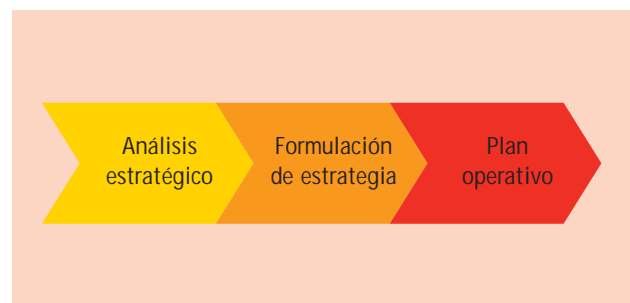 Análisis
estratégico
Formulación
de estrategia
Plan
operativo